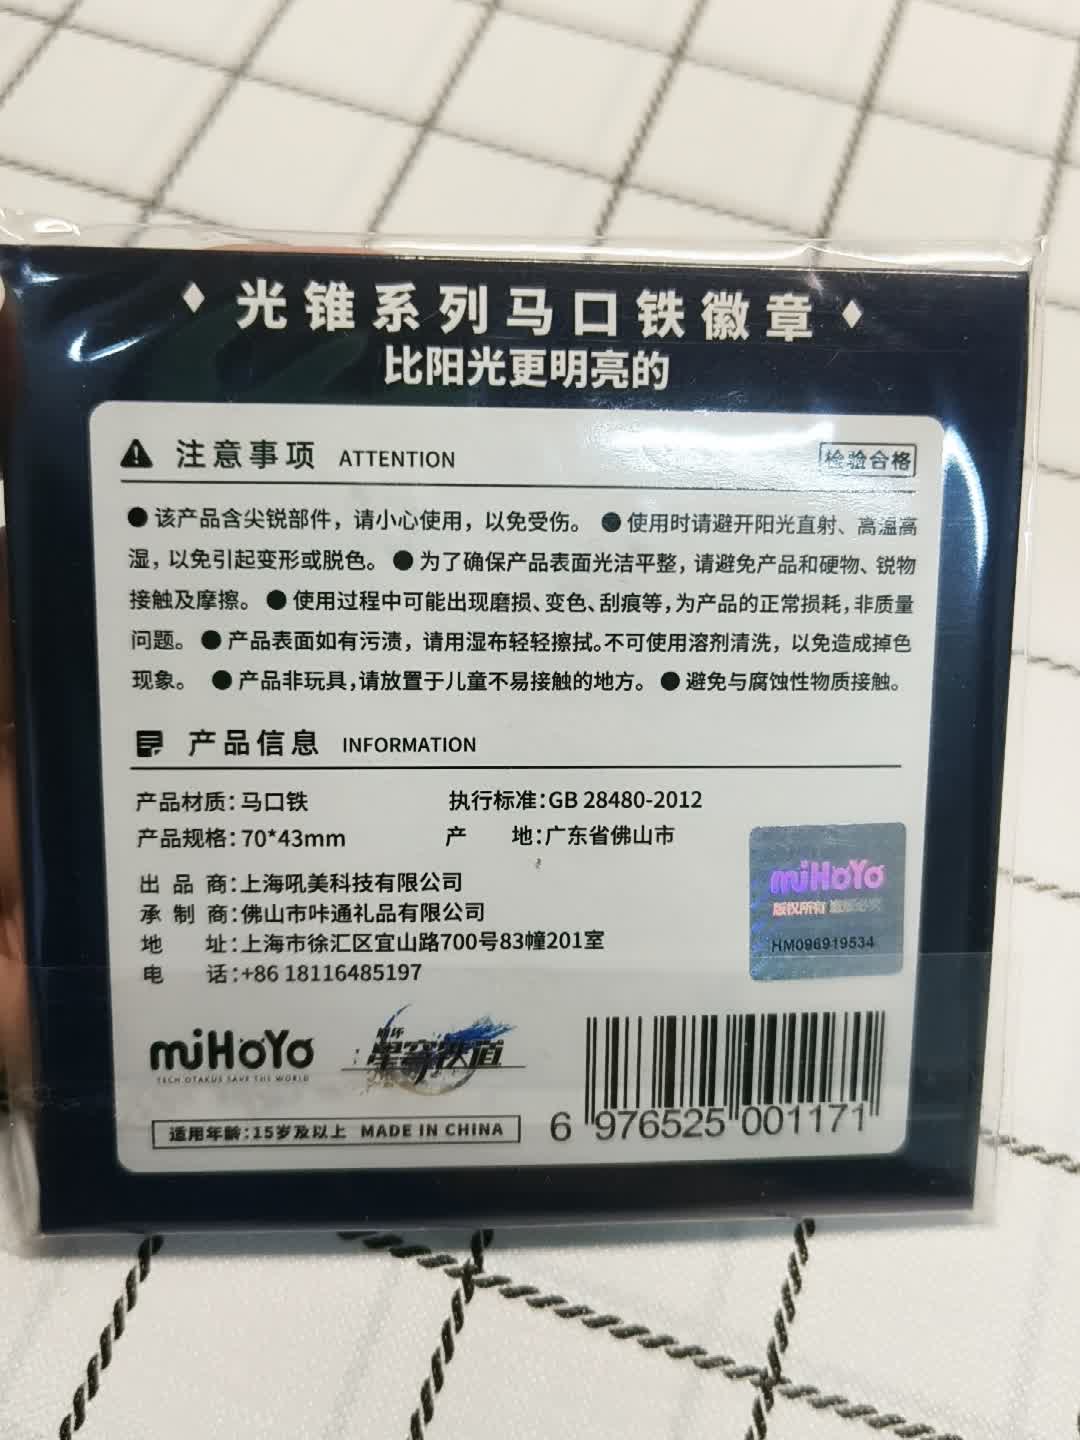 光锥系列马口铁徽章
比阳光更明亮的
注意事项 ATTENTION
检验合格
●该产品含尖锐部件，请小心使用，以免受伤。 ●使用时请避开阳光直射、高温高
湿，以免引起变形或脱色。 ●为了确保产品表面光洁平整，请避免产品和硬物、锐物
接触及摩擦。 ●使用过程中可能出现磨损、变色、刮痕等，为产品的正常损耗，非质量
问题。 ●产品表面如有污渍，请用湿布轻轻擦拭。不可使用溶剂清洗，以免造成掉色
现象。 ●产品非玩具，请放置于儿童不易接触的地方。 ●避免与腐蚀性物质接触。
产品信息 INFORMATION
产品材质：马口铁 执行标准：GB 28480-2012
产品规格：70*43mm 产 地：广东省佛山市
出品商：上海吼美科技有限公司
承制商：佛山市咔通礼品有限公司
地 址：上海市徐汇区宜山路700号83幢201室
电 话：+86 18116485197
miHoYo
版权所有 盗版必究
HM096919534
miHoYo
TECH OTAKUS SAVE THE WORLD
崩坏
星穹铁道
适用年龄：15岁及以上 MADE IN CHINA
6 976525 001171